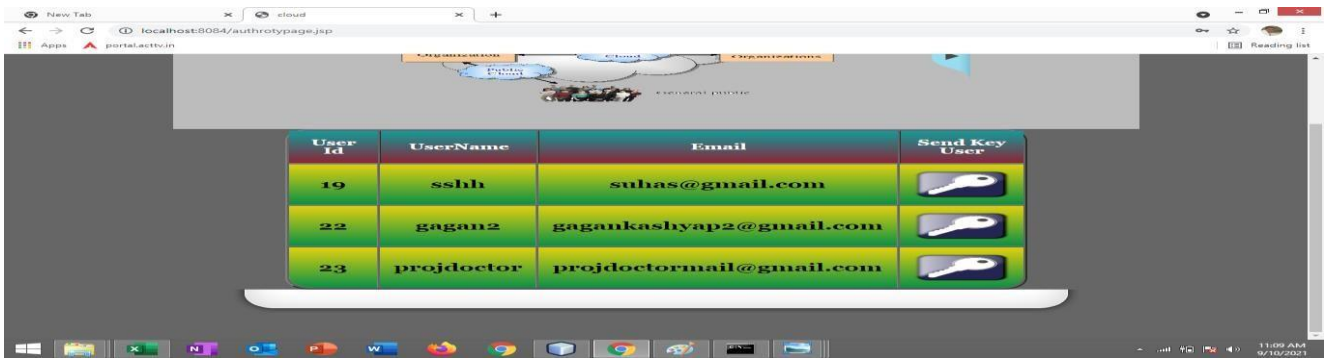 New Tab
cloud
localhost:8084/authrotypage.jsp
Apps
portal.acttv.in
Reading list
Organization
Cloud
Organizations
Public
Cloud
General public
User Id
UserName
Email
Send Key User
19 sshh suhas@gmail.com
22 gagan2 gagankashyap2@gmail.com
23 projdoctor projdoctormail@gmail.com
11:09 AM
9/10/2021